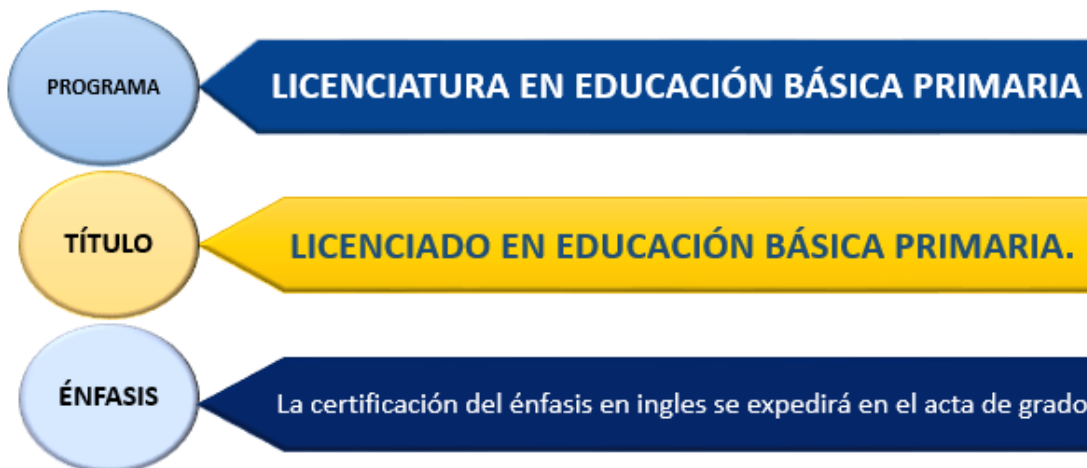 PROGRAMA
LICENCIATURA EN EDUCACIÓN BÁSICA PRIMARIA
TÍTULO
LICENCIADO EN EDUCACIÓN BÁSICA PRIMARIA.
ÉNFASIS
La certificación del énfasis en ingles se expedirá en el acta de grado